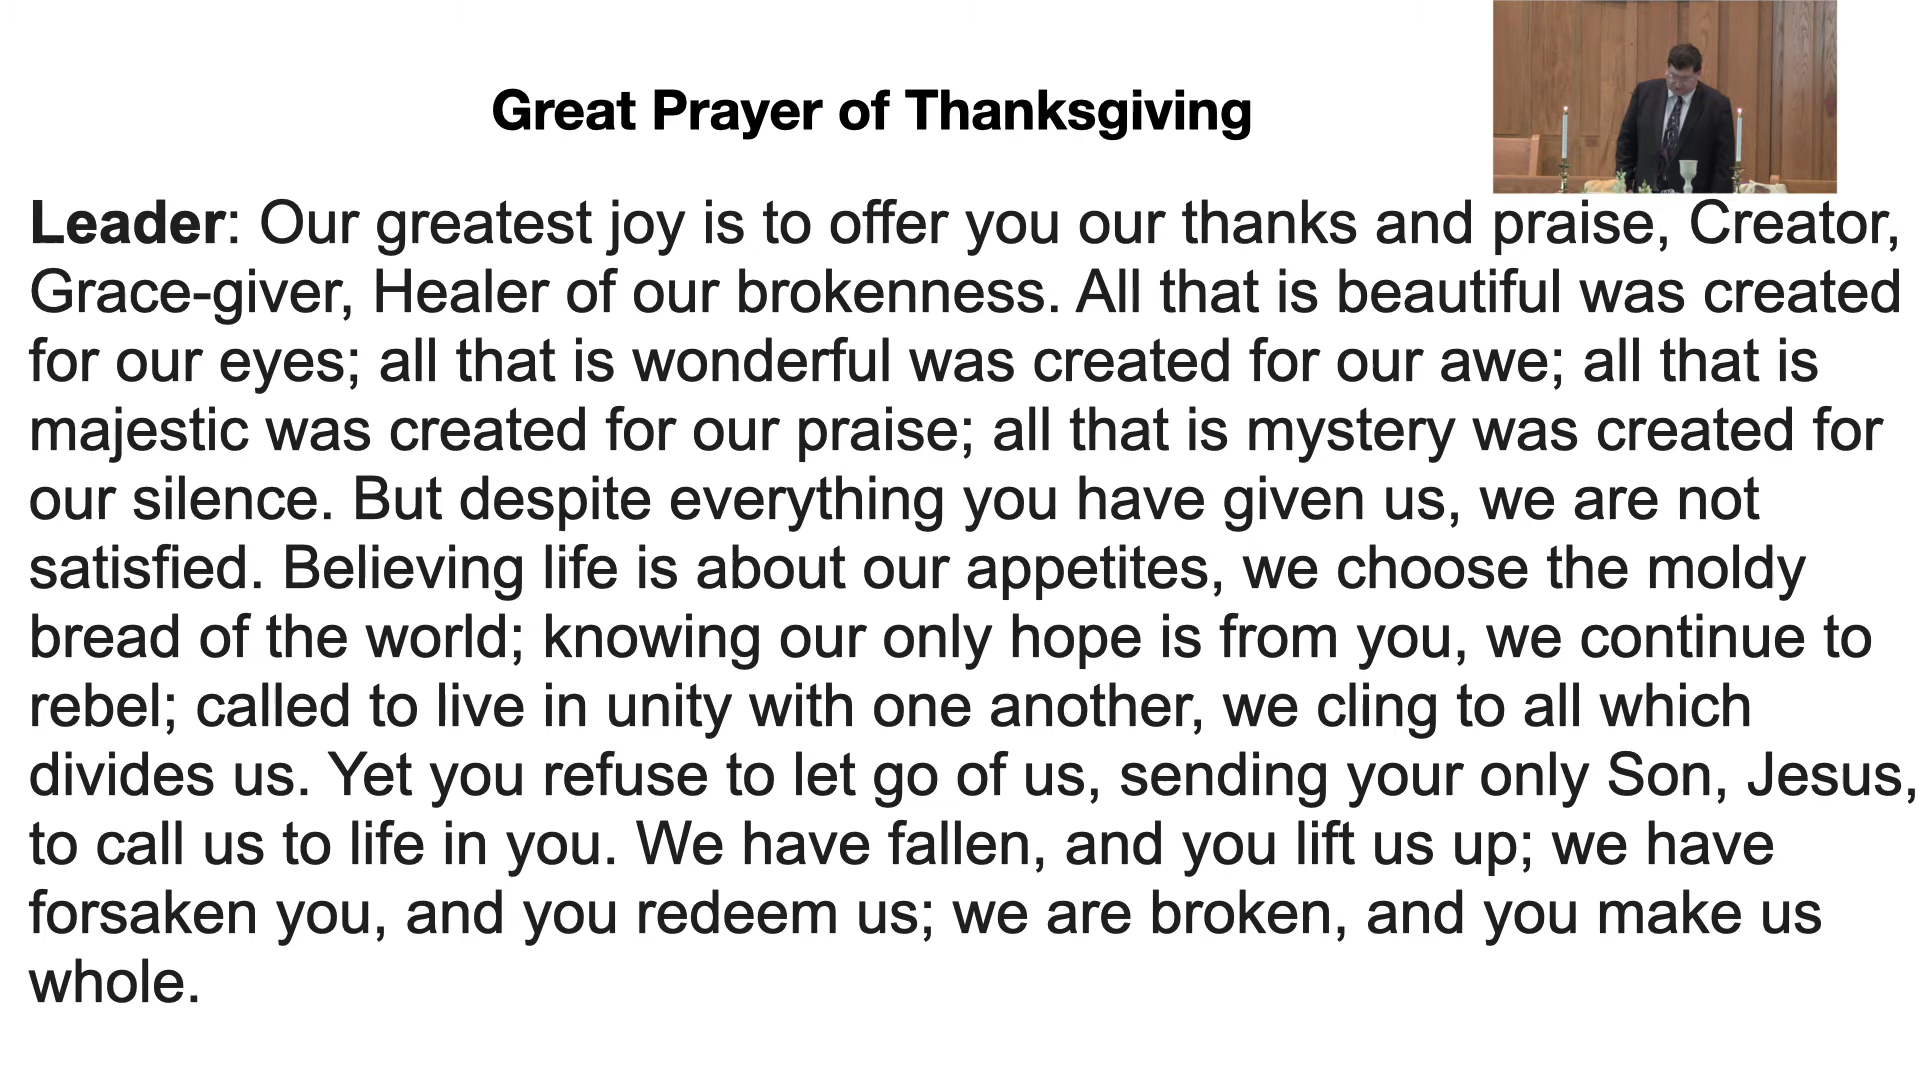 Great Prayer of Thanksgiving
Leader: Our greatest joy is to offer you our thanks and praise, Creator,
Grace-giver, Healer of our brokenness. All that is beautiful was created
for our eyes; all that is wonderful was created for our awe; all that is
majestic was created for our praise; all that is mystery was created for
our silence. But despite everything you have given us, we are not
satisfied. Believing life is about our appetites, we choose the moldy
bread of the world; knowing our only hope is from you, we continue to
rebel; called to live in unity with one another, we cling to all which
divides us. Yet you refuse to let go of us, sending your only Son, Jesus,
to call us to life in you. We have fallen, and you lift us up; we have
forsaken you, and you redeem us; we are broken, and you make us
whole.